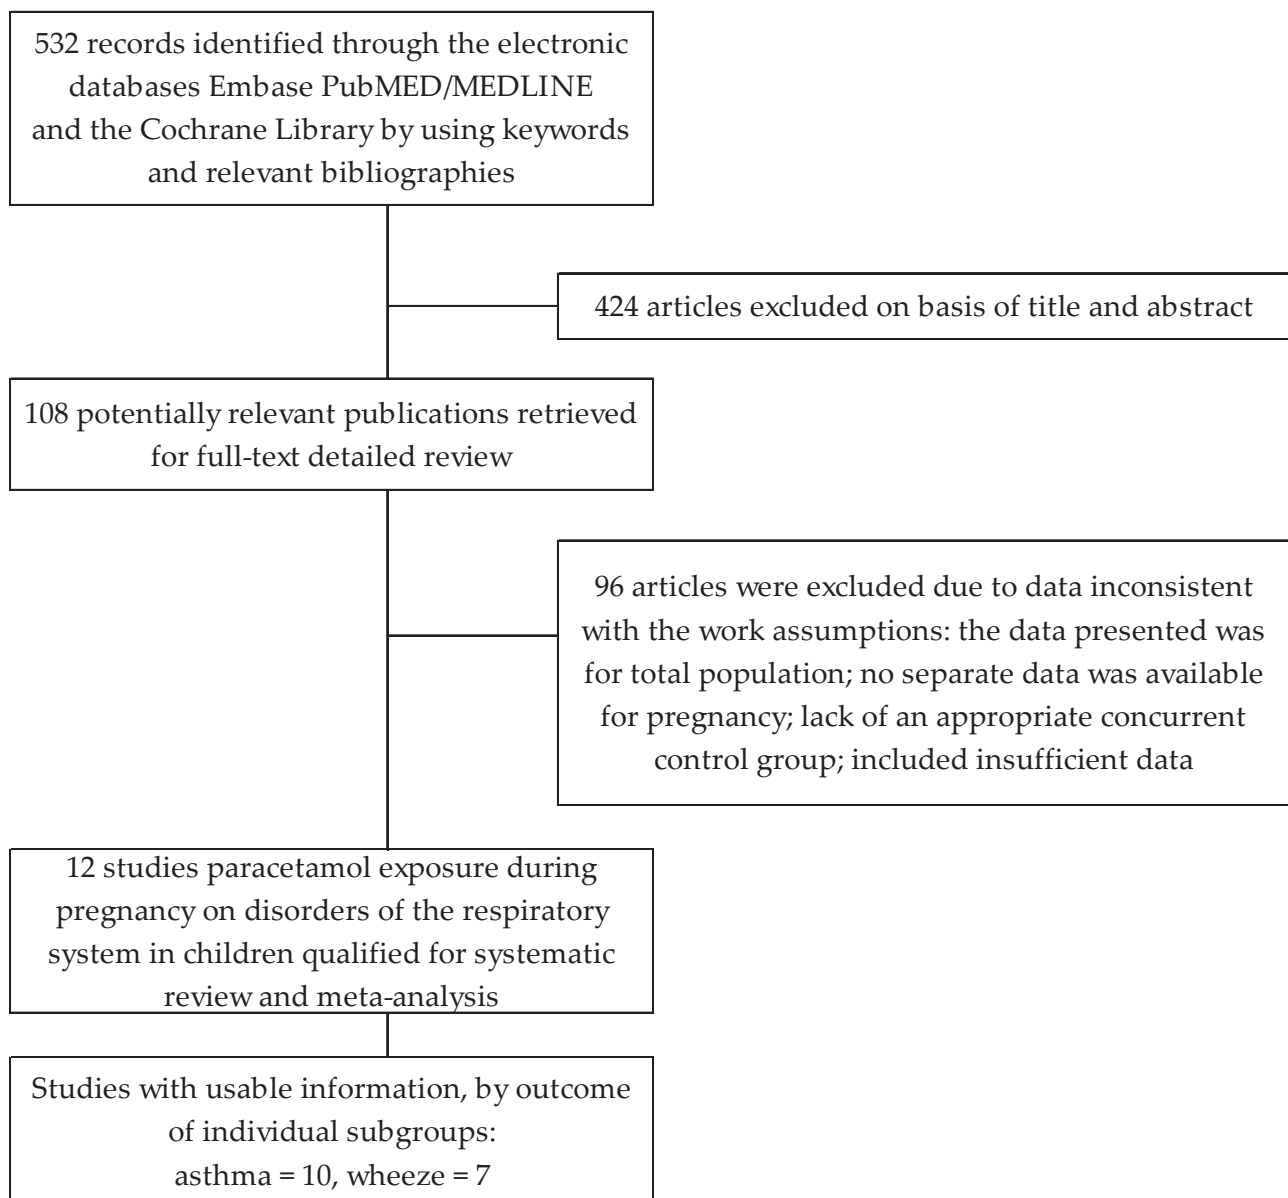 532 records identified through the electronic
databases Embase PubMED/MEDLINE
and the Cochrane Library by using keywords
and relevant bibliographies
424 articles excluded on basis of title and abstract
108 potentially relevant publications retrieved
for full-text detailed review
96 articles were excluded due to data inconsistent
with the work assumptions: the data presented was
for total population; no separate data was available
for pregnancy; lack of an appropriate concurrent
control group; included insufficient data
12 studies paracetamol exposure during
pregnancy on disorders of the respiratory
system in children qualified for systematic
review and meta-analysis
Studies with usable information, by outcome
of individual subgroups:
asthma = 10, wheeze = 7